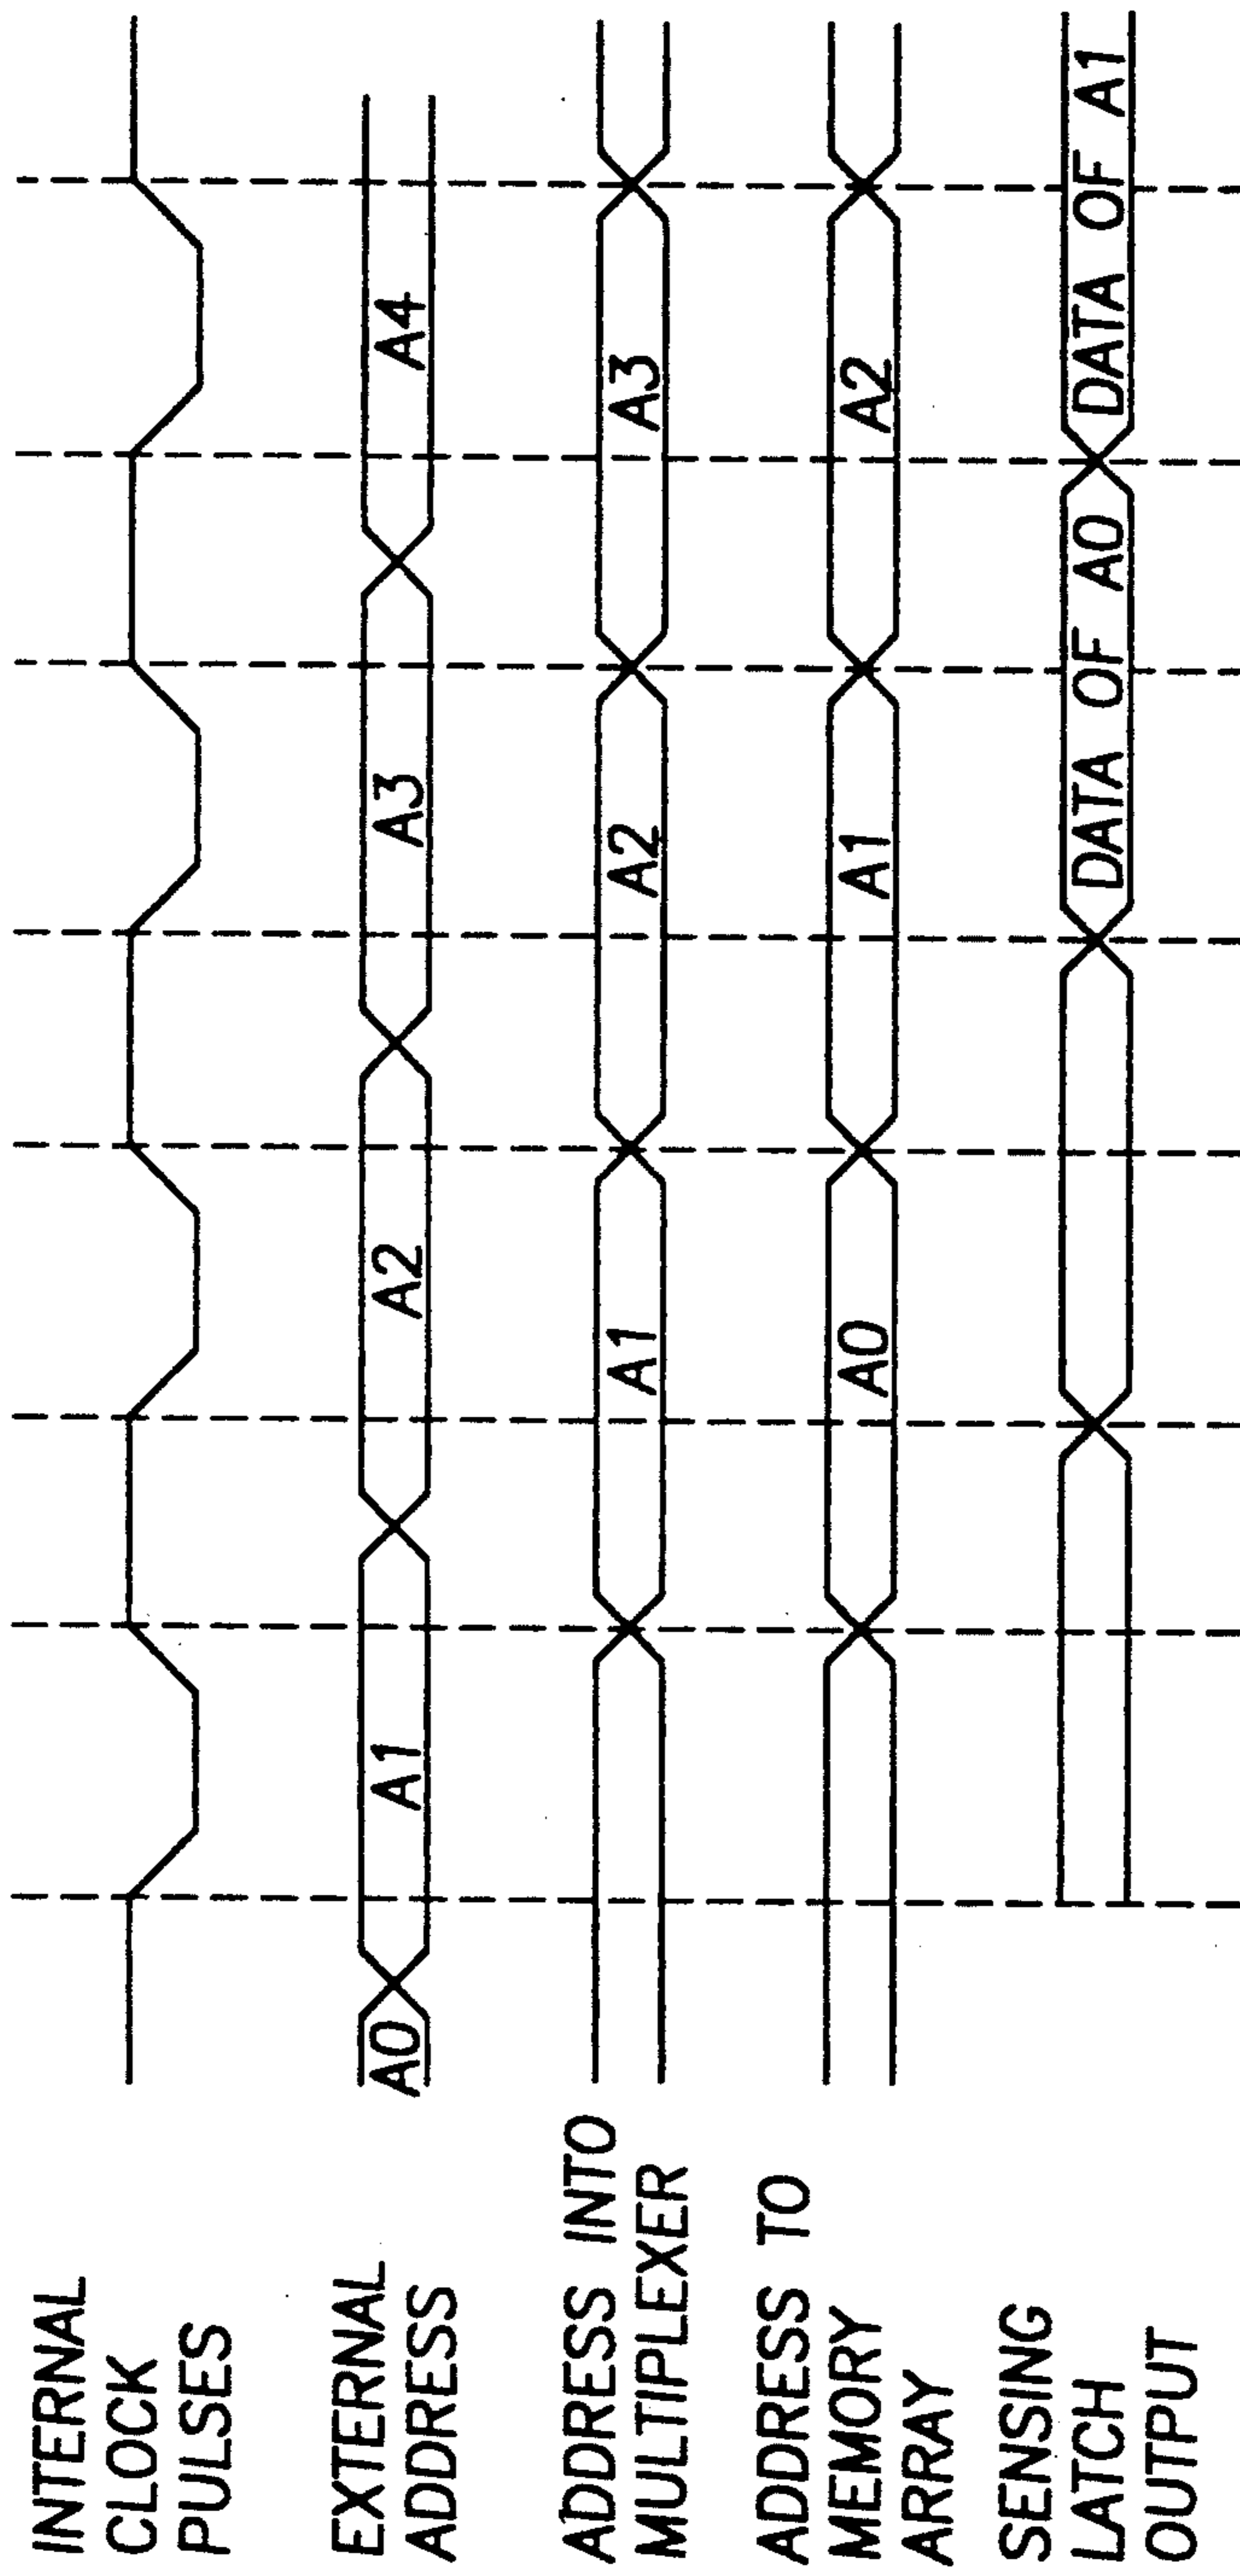 INTERNAL
CLOCK
PULSES
EXTERNAL
ADDRESS
A0 A1 A2 A3 A4
ADDRESS INTO
MULTIPLEXER
A1 A2 A3
ADDRESS TO
MEMORY
ARRAY
A0 A1 A2
SENSING
LATCH
OUTPUT
DATA OF A0 DATA OF A1